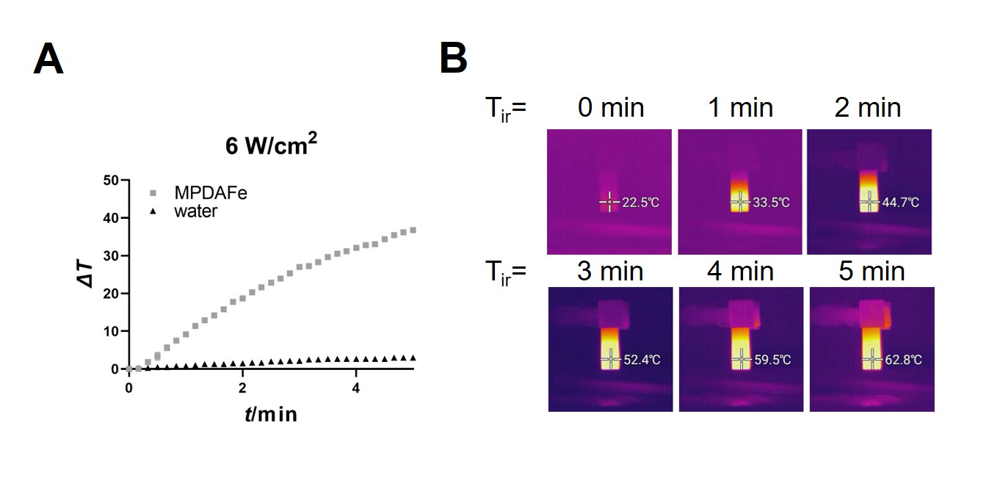 A
B
6 W/cm²
50
40
30
20
10
0
MPDAFe
water
ΔT
0 2 4
t/min
T_ir= 0 min 1 min 2 min
22.5℃ 33.5℃ 44.7℃
T_ir= 3 min 4 min 5 min
52.4℃ 59.5℃ 62.8℃